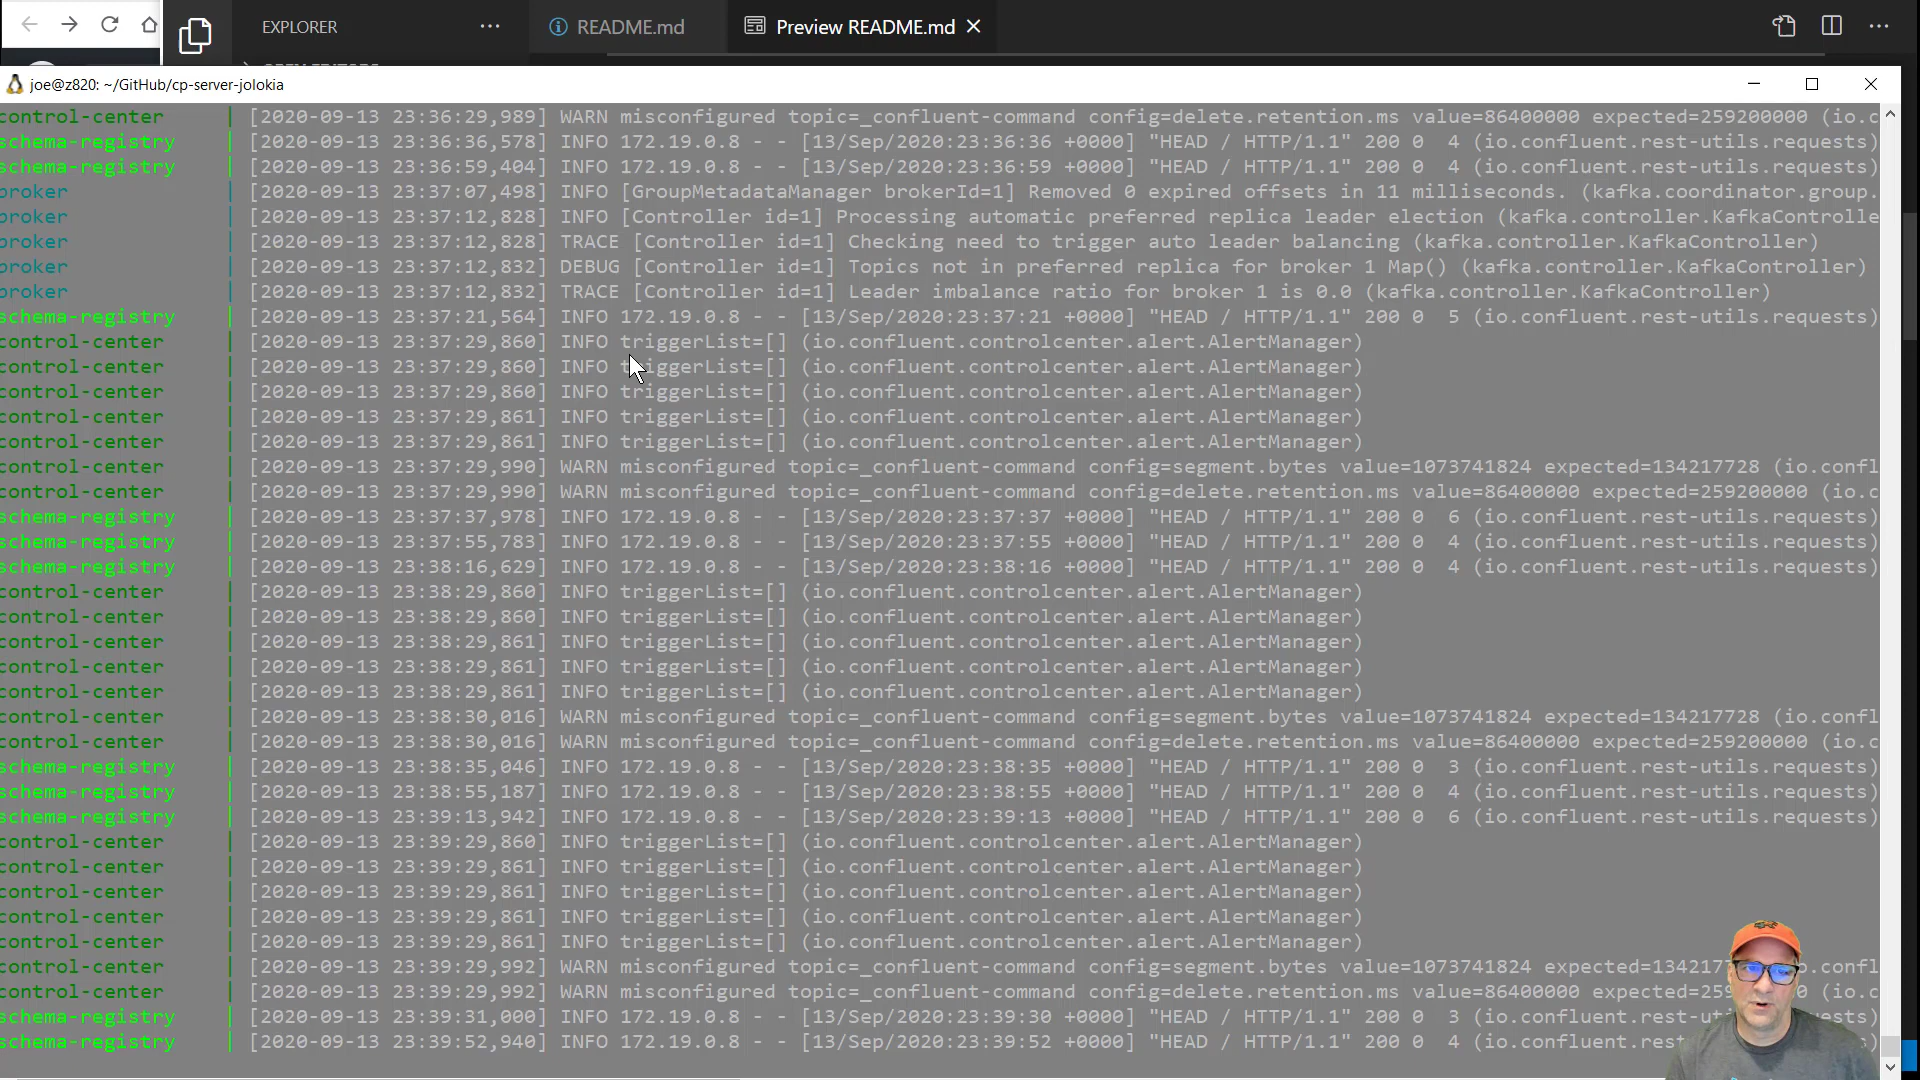 EXPLORER
README.md
Preview README.md
joe@z820: ~/GitHub/cp-server-jolokia
control-center | [2020-09-13 23:36:29,989] WARN misconfigured topic=_confluent-command config=delete.retention.ms value=86400000 expected=259200000 (io.c
schema-registry | [2020-09-13 23:36:36,578] INFO 172.19.0.8 - - [13/Sep/2020:23:36:36 +0000] "HEAD / HTTP/1.1" 200 0 4 (io.confluent.rest-utils.requests)
schema-registry | [2020-09-13 23:36:59,404] INFO 172.19.0.8 - - [13/Sep/2020:23:36:59 +0000] "HEAD / HTTP/1.1" 200 0 4 (io.confluent.rest-utils.requests)
broker | [2020-09-13 23:37:07,498] INFO [GroupMetadataManager brokerId=1] Removed 0 expired offsets in 11 milliseconds. (kafka.coordinator.group.
broker | [2020-09-13 23:37:12,828] INFO [Controller id=1] Processing automatic preferred replica leader election (kafka.controller.KafkaControlle
broker | [2020-09-13 23:37:12,828] TRACE [Controller id=1] Checking need to trigger auto leader balancing (kafka.controller.KafkaController)
broker | [2020-09-13 23:37:12,832] DEBUG [Controller id=1] Topics not in preferred replica for broker 1 Map() (kafka.controller.KafkaController)
broker | [2020-09-13 23:37:12,832] TRACE [Controller id=1] Leader imbalance ratio for broker 1 is 0.0 (kafka.controller.KafkaController)
schema-registry | [2020-09-13 23:37:21,564] INFO 172.19.0.8 - - [13/Sep/2020:23:37:21 +0000] "HEAD / HTTP/1.1" 200 0 5 (io.confluent.rest-utils.requests)
control-center | [2020-09-13 23:37:29,860] INFO triggerList=[] (io.confluent.controlcenter.alert.AlertManager)
control-center | [2020-09-13 23:37:29,860] INFO triggerList=[] (io.confluent.controlcenter.alert.AlertManager)
control-center | [2020-09-13 23:37:29,860] INFO triggerList=[] (io.confluent.controlcenter.alert.AlertManager)
control-center | [2020-09-13 23:37:29,861] INFO triggerList=[] (io.confluent.controlcenter.alert.AlertManager)
control-center | [2020-09-13 23:37:29,861] INFO triggerList=[] (io.confluent.controlcenter.alert.AlertManager)
control-center | [2020-09-13 23:37:29,990] WARN misconfigured topic=_confluent-command config=segment.bytes value=1073741824 expected=134217728 (io.confl
control-center | [2020-09-13 23:37:29,990] WARN misconfigured topic=_confluent-command config=delete.retention.ms value=86400000 expected=259200000 (io.c
schema-registry | [2020-09-13 23:37:37,978] INFO 172.19.0.8 - - [13/Sep/2020:23:37:37 +0000] "HEAD / HTTP/1.1" 200 0 6 (io.confluent.rest-utils.requests)
schema-registry | [2020-09-13 23:37:55,783] INFO 172.19.0.8 - - [13/Sep/2020:23:37:55 +0000] "HEAD / HTTP/1.1" 200 0 4 (io.confluent.rest-utils.requests)
schema-registry | [2020-09-13 23:38:16,629] INFO 172.19.0.8 - - [13/Sep/2020:23:38:16 +0000] "HEAD / HTTP/1.1" 200 0 4 (io.confluent.rest-utils.requests)
control-center | [2020-09-13 23:38:29,860] INFO triggerList=[] (io.confluent.controlcenter.alert.AlertManager)
control-center | [2020-09-13 23:38:29,860] INFO triggerList=[] (io.confluent.controlcenter.alert.AlertManager)
control-center | [2020-09-13 23:38:29,861] INFO triggerList=[] (io.confluent.controlcenter.alert.AlertManager)
control-center | [2020-09-13 23:38:29,861] INFO triggerList=[] (io.confluent.controlcenter.alert.AlertManager)
control-center | [2020-09-13 23:38:29,861] INFO triggerList=[] (io.confluent.controlcenter.alert.AlertManager)
control-center | [2020-09-13 23:38:30,016] WARN misconfigured topic=_confluent-command config=segment.bytes value=1073741824 expected=134217728 (io.confl
control-center | [2020-09-13 23:38:30,016] WARN misconfigured topic=_confluent-command config=delete.retention.ms value=86400000 expected=259200000 (io.c
schema-registry | [2020-09-13 23:38:35,046] INFO 172.19.0.8 - - [13/Sep/2020:23:38:35 +0000] "HEAD / HTTP/1.1" 200 0 3 (io.confluent.rest-utils.requests)
schema-registry | [2020-09-13 23:38:55,187] INFO 172.19.0.8 - - [13/Sep/2020:23:38:55 +0000] "HEAD / HTTP/1.1" 200 0 4 (io.confluent.rest-utils.requests)
schema-registry | [2020-09-13 23:39:13,942] INFO 172.19.0.8 - - [13/Sep/2020:23:39:13 +0000] "HEAD / HTTP/1.1" 200 0 6 (io.confluent.rest-utils.requests)
control-center | [2020-09-13 23:39:29,860] INFO triggerList=[] (io.confluent.controlcenter.alert.AlertManager)
control-center | [2020-09-13 23:39:29,861] INFO triggerList=[] (io.confluent.controlcenter.alert.AlertManager)
control-center | [2020-09-13 23:39:29,861] INFO triggerList=[] (io.confluent.controlcenter.alert.AlertManager)
control-center | [2020-09-13 23:39:29,861] INFO triggerList=[] (io.confluent.controlcenter.alert.AlertManager)
control-center | [2020-09-13 23:39:29,861] INFO triggerList=[] (io.confluent.controlcenter.alert.AlertManager)
control-center | [2020-09-13 23:39:29,992] WARN misconfigured topic=_confluent-command config=segment.bytes value=1073741824 expected=13421 o.confl
control-center | [2020-09-13 23:39:29,992] WARN misconfigured topic=_confluent-command config=delete.retention.ms value=86400000 expected=25 (io.c
schema-registry | [2020-09-13 23:39:31,000] INFO 172.19.0.8 - - [13/Sep/2020:23:39:30 +0000] "HEAD / HTTP/1.1" 200 0 3 (io.confluent.rest-u ests)
schema-registry | [2020-09-13 23:39:52,940] INFO 172.19.0.8 - - [13/Sep/2020:23:39:52 +0000] "HEAD / HTTP/1.1" 200 0 4 (io.confluent.rest ests)